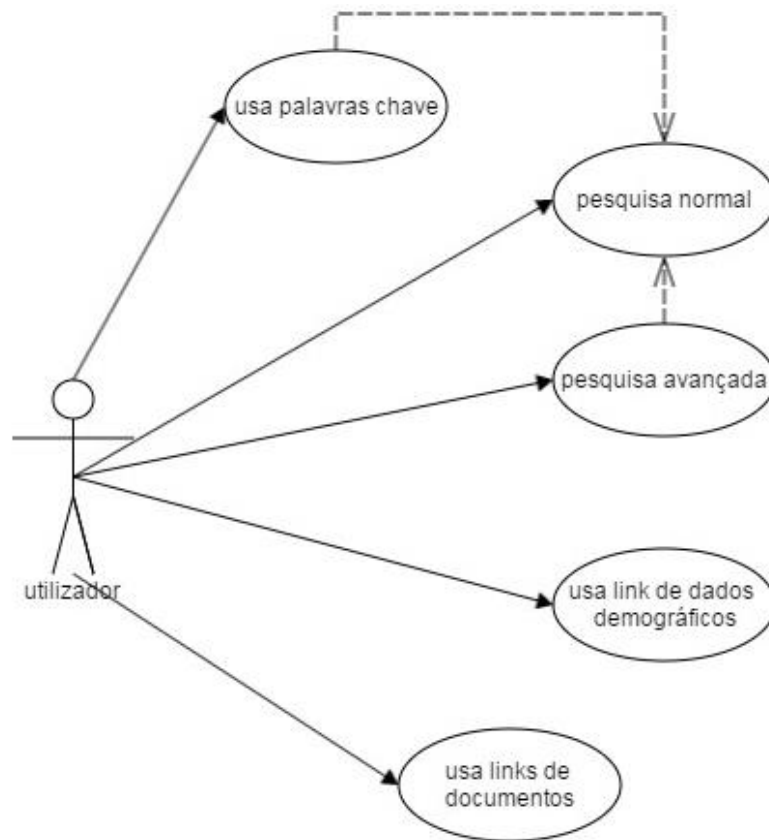 usa palavras chave
pesquisa normal
pesquisa avançada
utilizador
usa link de dados
demográficos
usa links de
documentos